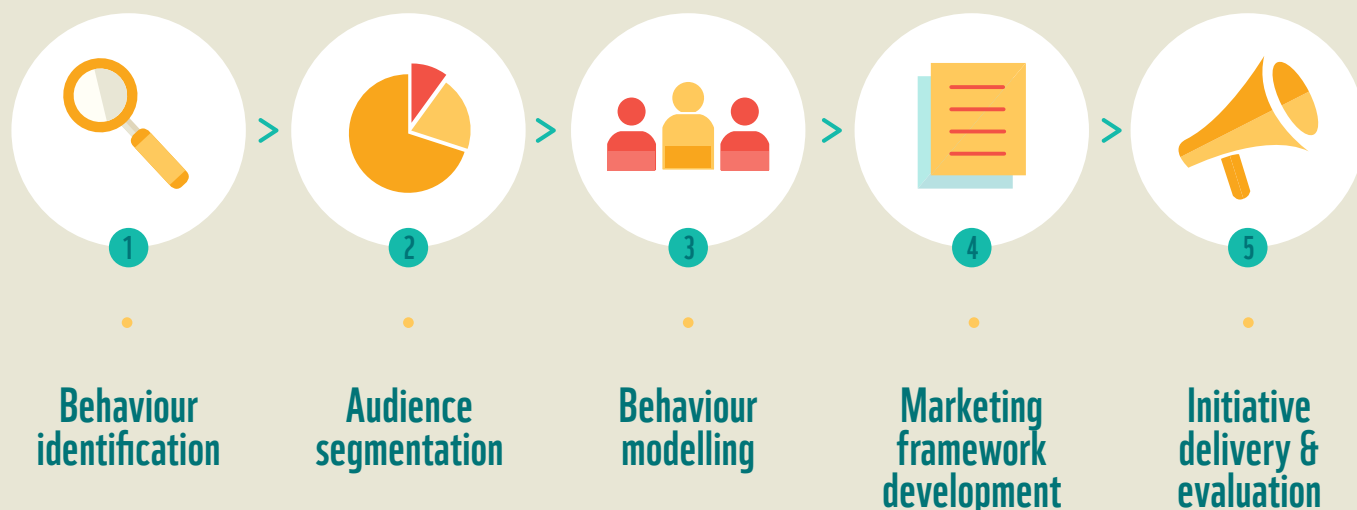 1
2
3
4
5
Behaviour
identification
Audience
segmentation
Behaviour
modelling
Marketing
framework
development
Initiative
delivery &
evaluation